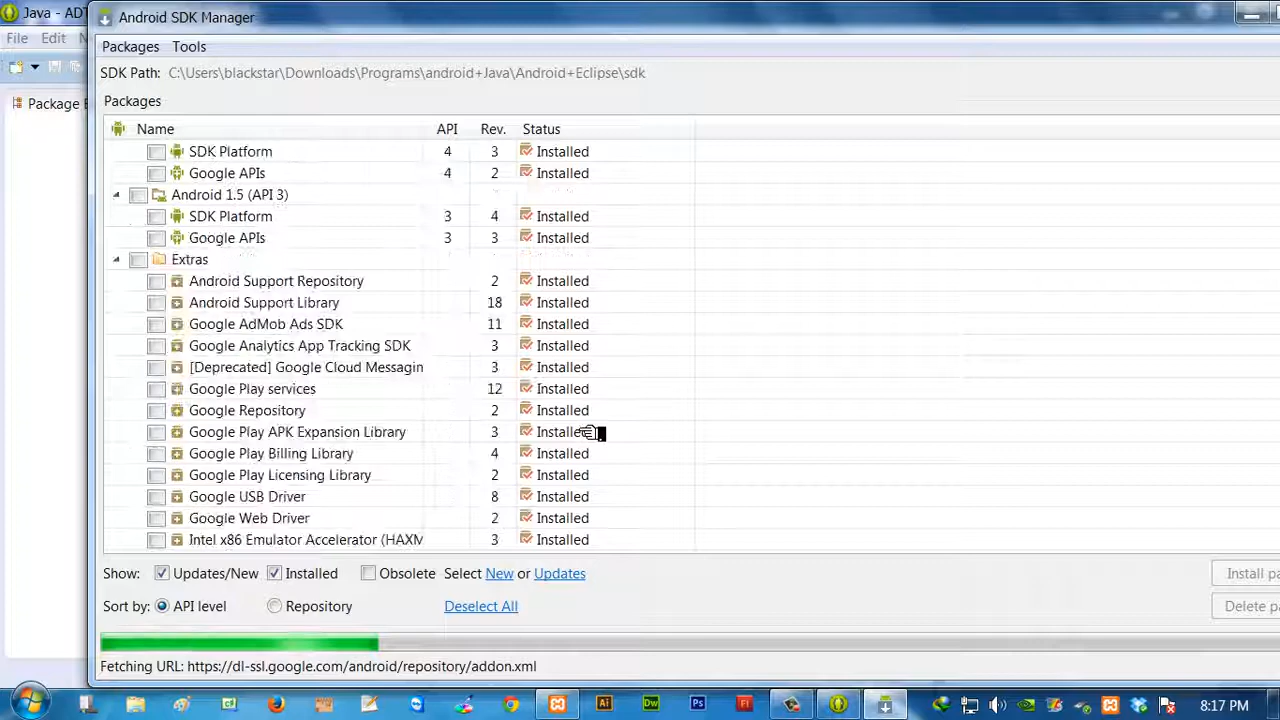 Java - ADT
Android SDK Manager
File Edit
Packages Tools
SDK Path: C:\Users\blackstar\Downloads\Programs\android+Java\Android+Eclipse\sdk
Package E
Packages
Name API Rev. Status
SDK Platform 4 3 Installed
Google APIs 4 2 Installed
Android 1.5 (API 3)
SDK Platform 3 4 Installed
Google APIs 3 3 Installed
Extras
Android Support Repository 2 Installed
Android Support Library 18 Installed
Google AdMob Ads SDK 11 Installed
Google Analytics App Tracking SDK 3 Installed
[Deprecated] Google Cloud Messagin 3 Installed
Google Play services 12 Installed
Google Repository 2 Installed
Google Play APK Expansion Library 3 Installed
Google Play Billing Library 4 Installed
Google Play Licensing Library 2 Installed
Google USB Driver 8 Installed
Google Web Driver 2 Installed
Intel x86 Emulator Accelerator (HAXM 3 Installed
Show: Updates/New Installed Obsolete Select New or Updates
Install pa
Sort by: API level Repository Deselect All
Delete pa
Fetching URL: https://dl-ssl.google.com/android/repository/addon.xml
Ai Dw Ps Fl
8:17 PM